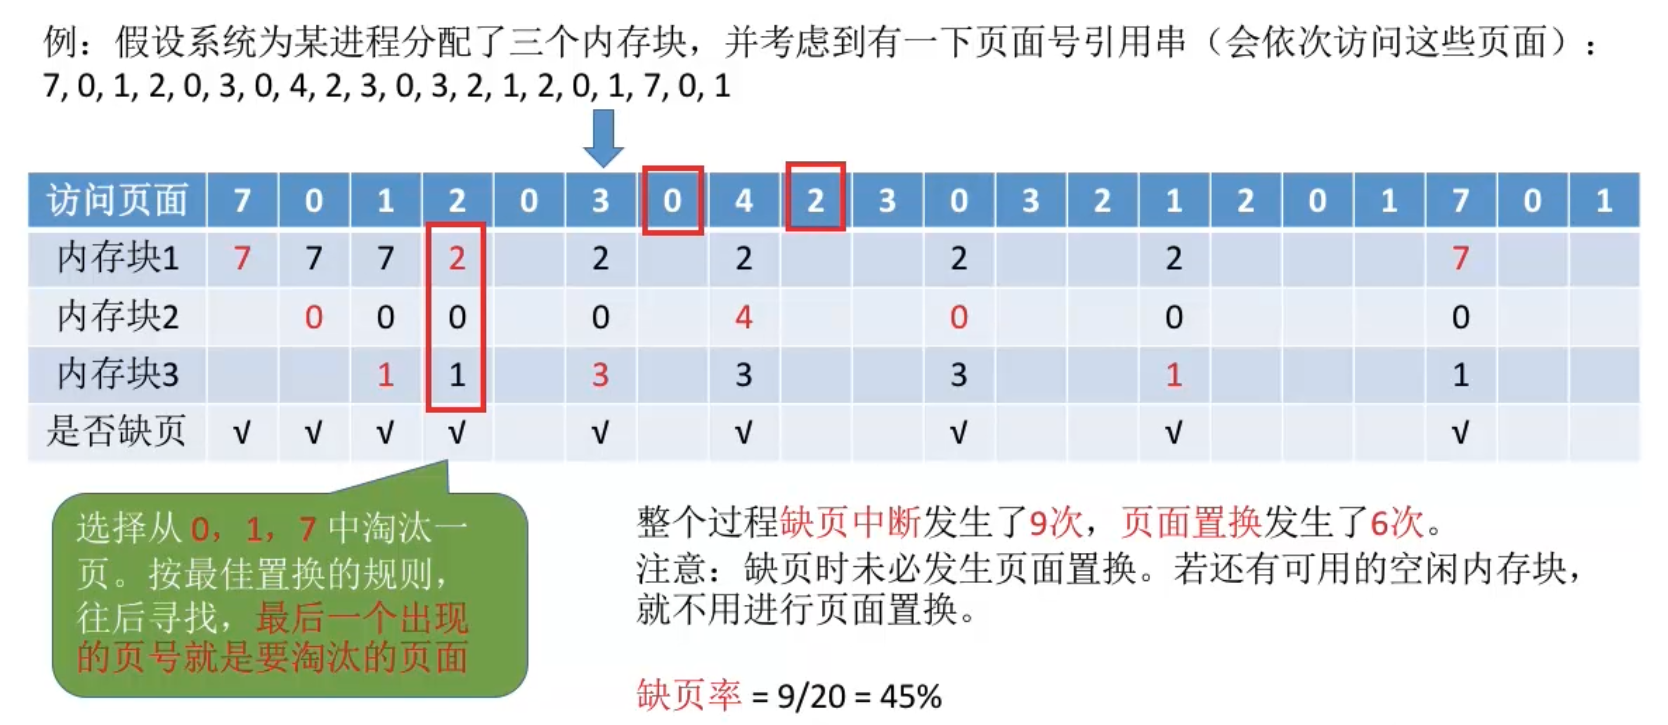 例：假设系统为某进程分配了三个内存块，并考虑到有一下页面号引用串（会依次访问这些页面）：
7, 0, 1, 2, 0, 3, 0, 4, 2, 3, 0, 3, 2, 1, 2, 0, 1, 7, 0, 1
访问页面 7 0 1 2 0 3 0 4 2 3 0 3 2 1 2 0 1 7 0 1
内存块1 7 7 7 2 2 2 2 2 7
内存块2 0 0 0 0 4 0 0 0
内存块3 1 1 3 3 3 1 1
是否缺页 √ √ √ √ √ √ √ √ √
选择从 0，1，7 中淘汰一
页。按最佳置换的规则，
往后寻找，最后一个出现
的页号就是要淘汰的页面
整个过程缺页中断发生了9次，页面置换发生了6次。
注意：缺页时未必发生页面置换。若还有可用的空闲内存块，
就不用进行页面置换。
缺页率 = 9/20 = 45%